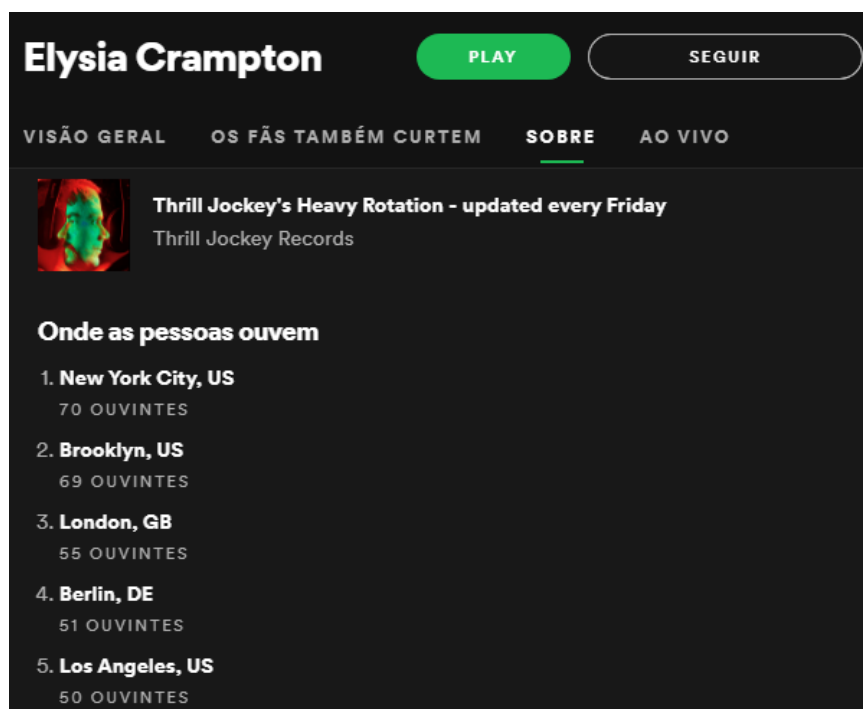 Elysia Crampton
PLAY
SEGUIR
VISÃO GERAL OS FÃS TAMBÉM CURTEM SOBRE AO VIVO
Thrill Jockey's Heavy Rotation - updated every Friday
Thrill Jockey Records
Onde as pessoas ouvem
1. New York City, US
70 OUVINTES
2. Brooklyn, US
69 OUVINTES
3. London, GB
55 OUVINTES
4. Berlin, DE
51 OUVINTES
5. Los Angeles, US
50 OUVINTES